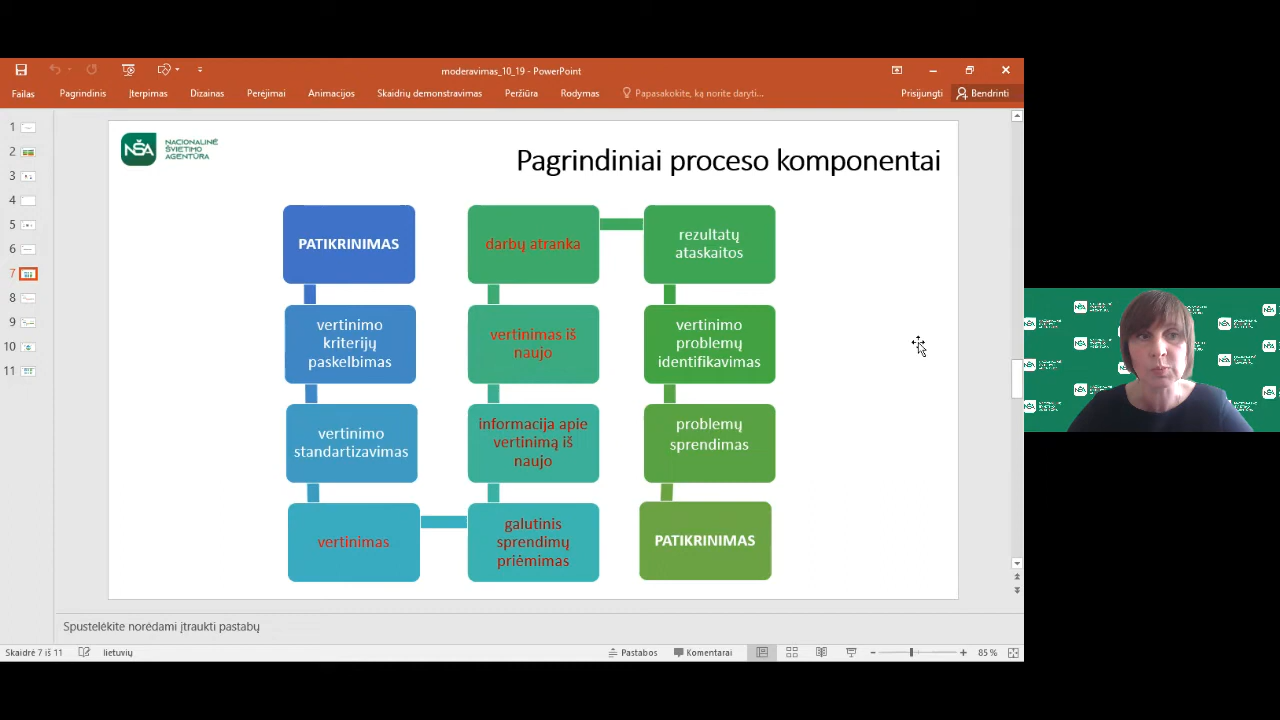 moderavimas_10_19 - PowerPoint
Failas Pagrindinis Įterpimas Dizainas Perėjimai Animacijos Skaidrių demonstravimas Peržiūra Rodymas Papasakokite, ką norite daryti... Prisijungti Bendrinti
1
2
3
4
5
6
7
8
9
10
11
NŠA
NACIONALINĖ
ŠVIETIMO
AGENTŪRA
Pagrindiniai proceso komponentai
PATIKRINIMAS
vertinimo
kriterijų
paskelbimas
vertinimo
standartizavimas
vertinimas
darbų atranka
vertinimas iš
naujo
informacija apie
vertinimą iš
naujo
galutinis
sprendimų
priėmimas
rezultatų
ataskaitos
vertinimo
problemų
identifikavimas
problemų
sprendimas
PATIKRINIMAS
Spustelėkite norėdami įtraukti pastabų
Skaidrė 7 iš 11 lietuvių Pastabos Komentarai 85 %